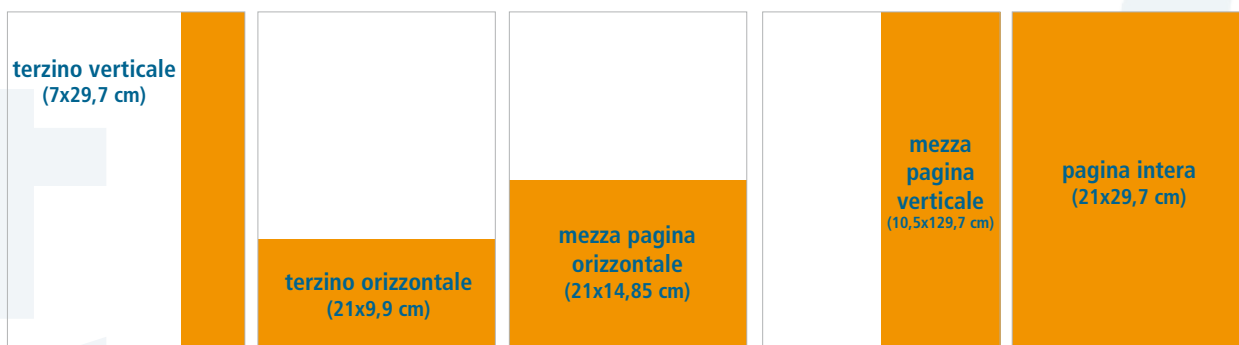 terzino verticale
(7x29,7 cm)
terzino orizzontale
(21x9,9 cm)
mezza pagina
orizzontale
(21x14,85 cm)
mezza
pagina
verticale
(10,5x129,7 cm)
pagina intera
(21x29,7 cm)